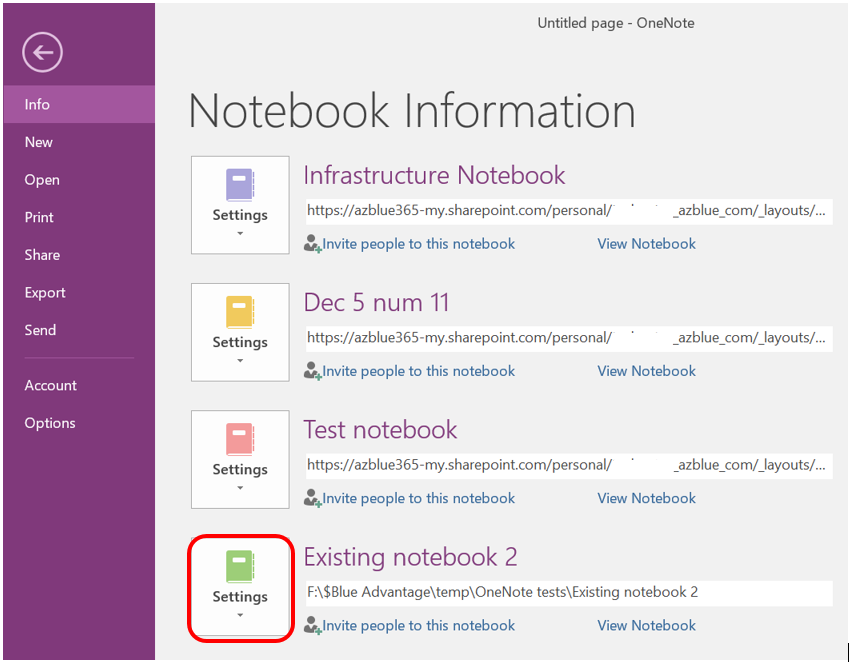 Untitled page - OneNote
Info
New
Open
Print
Share
Export
Send
Account
Options
Notebook Information
Settings
Infrastructure Notebook
https://azblue365-my.sharepoint.com/personal/ _azblue_com/_layouts/...
Invite people to this notebook View Notebook
Settings
Dec 5 num 11
https://azblue365-my.sharepoint.com/personal/ _azblue_com/_layouts/...
Invite people to this notebook View Notebook
Settings
Test notebook
https://azblue365-my.sharepoint.com/personal/ _azblue_com/_layouts/...
Invite people to this notebook View Notebook
Settings
Existing notebook 2
F:\$Blue Advantage\temp\OneNote tests\Existing notebook 2
Invite people to this notebook View Notebook